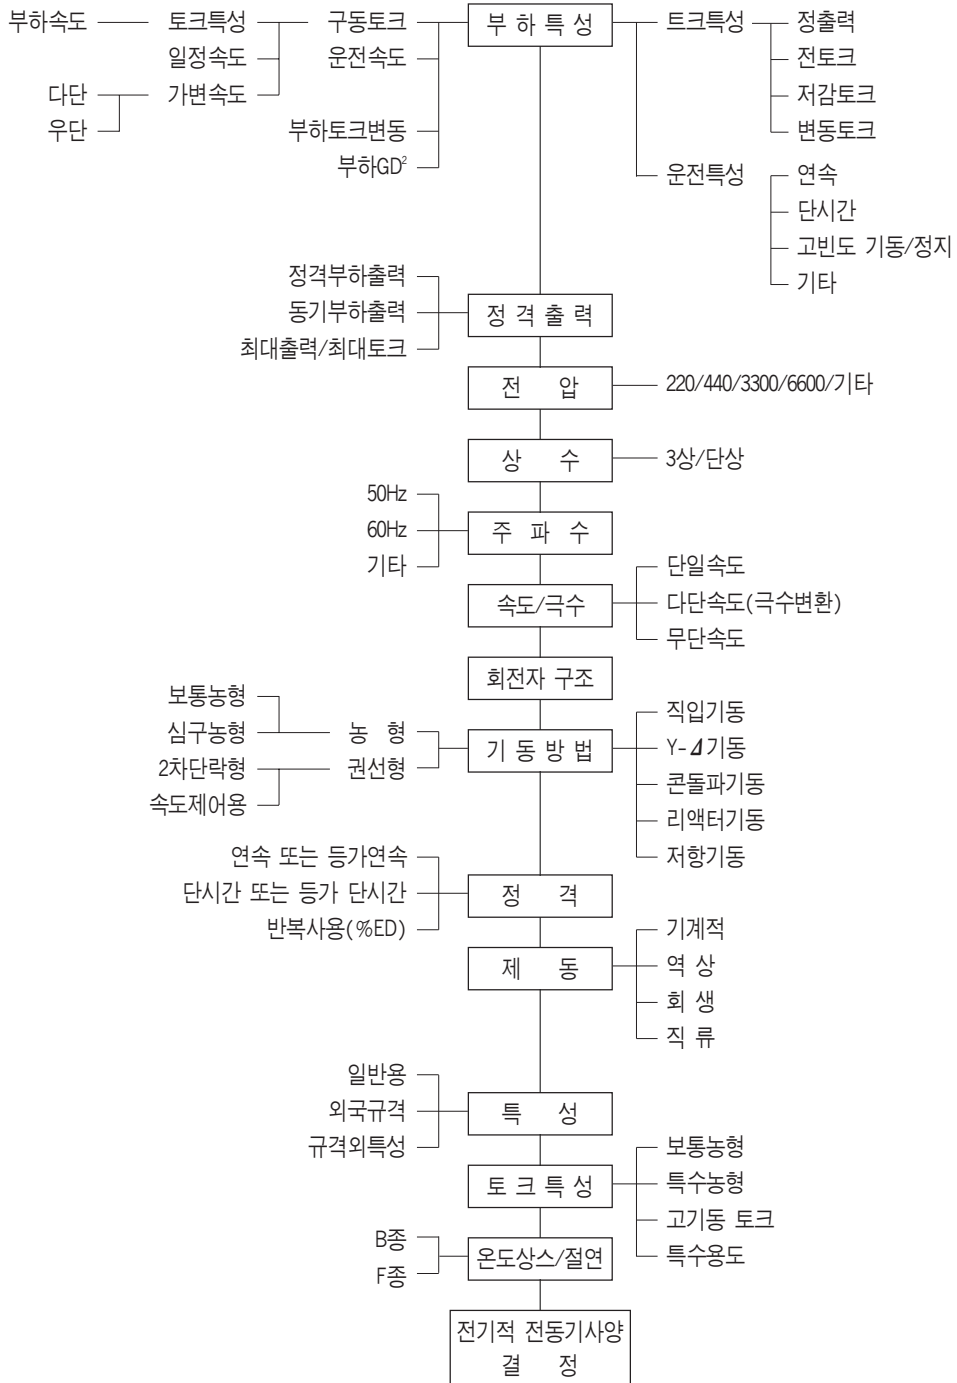 부하속도 토크특성 구동토크 부 하 특 성 트크특성 정출력
일정속도 운전속도 전토크
다단 가변속도 저감토크
우단 부하토크변동 변동토크
부하GD²
운전특성 연속
단시간
고빈도 기동/정지
기타
정격부하출력
동기부하출력 정 격 출 력
최대출력/최대토크
전 압 220/440/3300/6600/기타
상 수 3상/단상
50Hz
60Hz 주 파 수
기타
단일속도
속도/극수 다단속도(극수변환)
무단속도
회전자 구조
보통농형 직입기동
심구농형 농 형 기 동 방 법 Y-Δ기동
2차단락형 권선형 콘돌파기동
속도제어용 리액터기동
저항기동
연속 또는 등가연속
단시간 또는 등가 단시간 정 격
반복사용(%ED)
기계적
제 동 역 상
회 생
직 류
일반용
외국규격 특 성
규격외특성
보통농형
토 크 특 성 특수농형
고기동 토크
특수용도
B종
온도상스/절연
F종
전기적 전동기사양
결 정